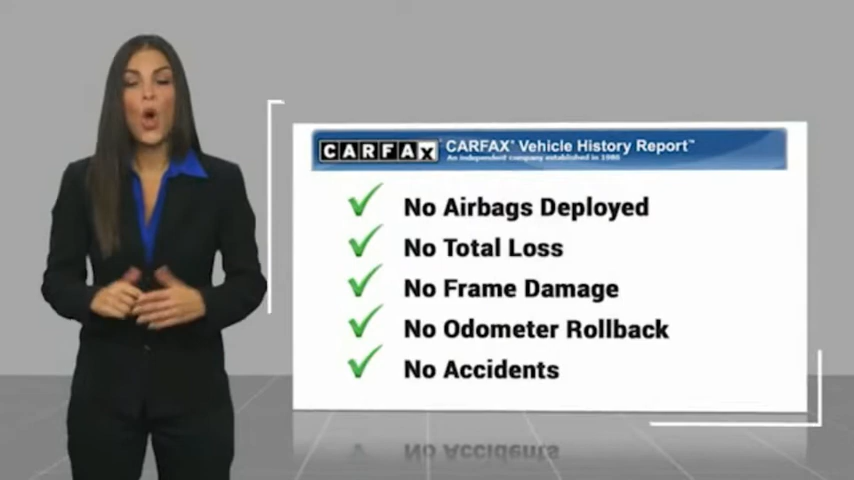 CARFAX CARFAX® Vehicle History Report™
An independent company established in 1986
No Airbags Deployed
No Total Loss
No Frame Damage
No Odometer Rollback
No Accidents